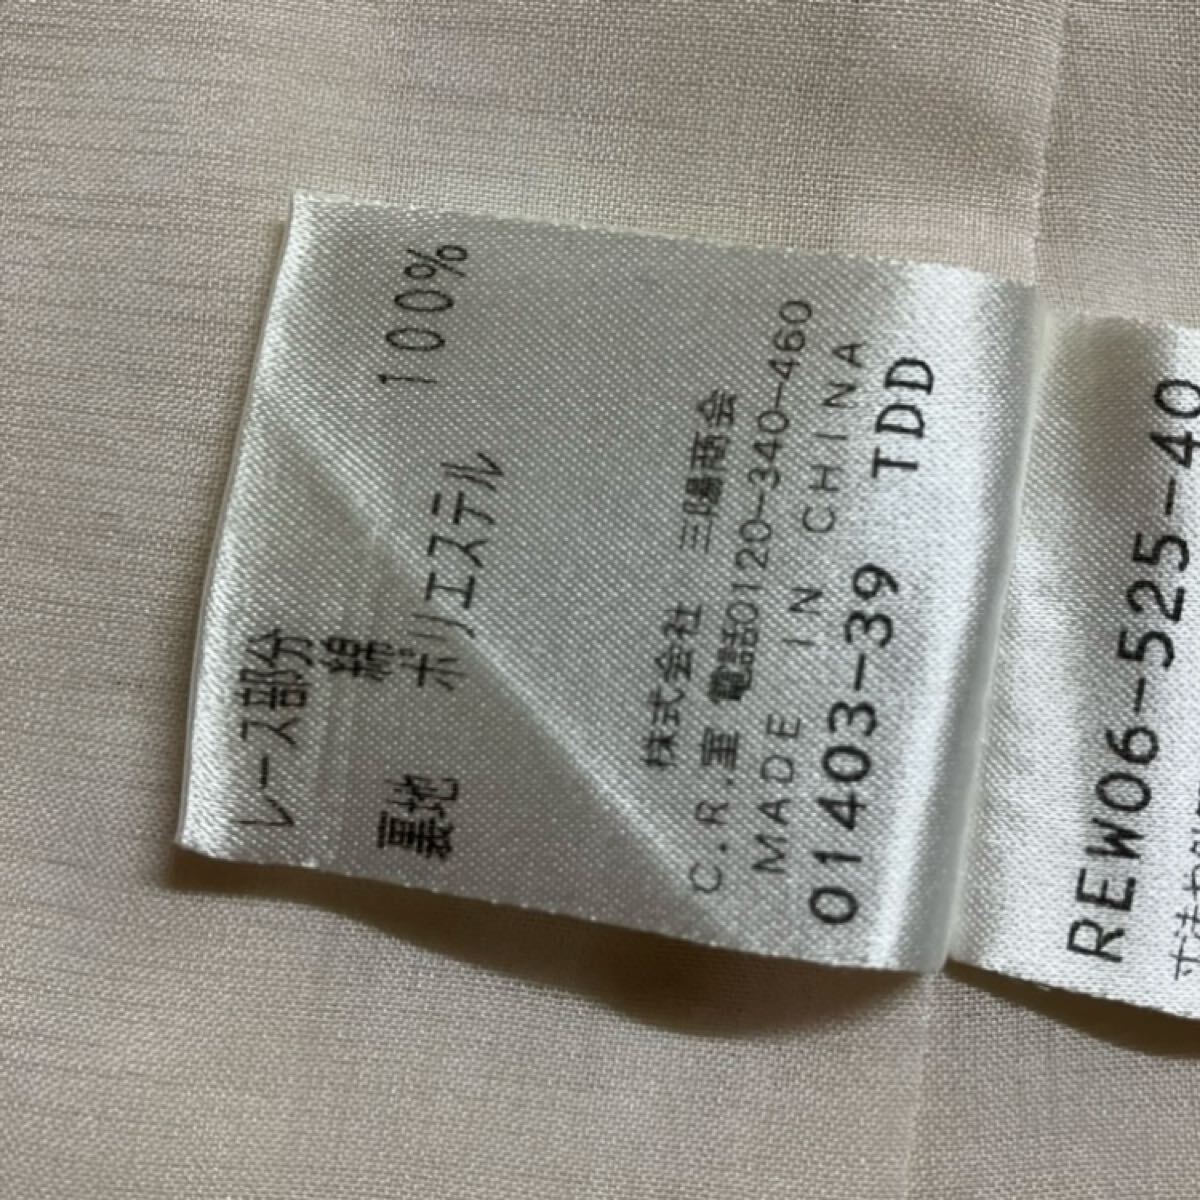 レース部分
綿
裏地 ポリエステル 100%
株式会社 三陽商会
C.R.室 電話0120-340-460
MADE IN CHINA
01403-39 TDD
REW06-525-40